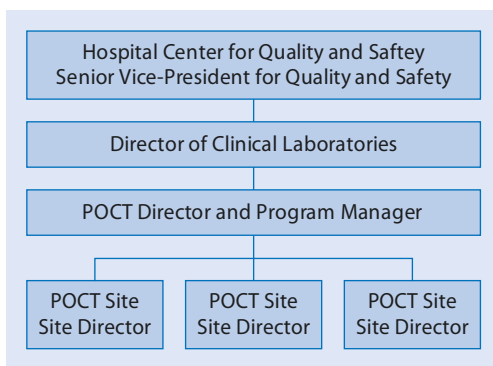 Hospital Center for Quality and Saftey
Senior Vice-President for Quality and Safety
Director of Clinical Laboratories
POCT Director and Program Manager
POCT Site
Site Director
POCT Site
Site Director
POCT Site
Site Director